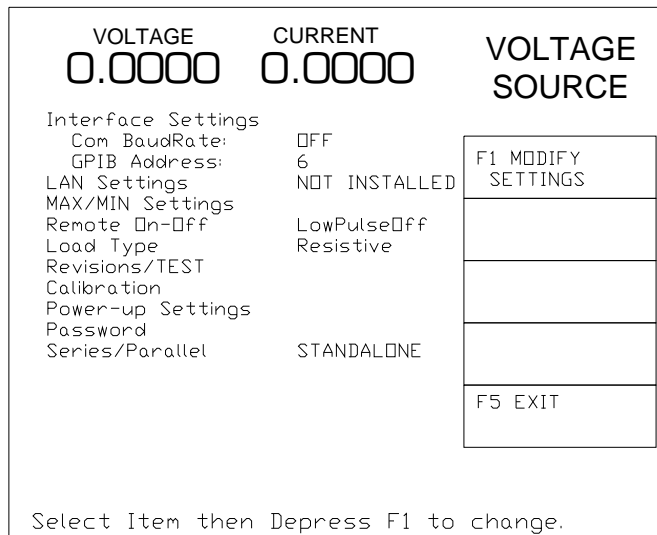 VOLTAGE CURRENT
0.0000 0.0000
VOLTAGE
SOURCE
Interface Settings
Com BaudRate: OFF
GPIB Address: 6
LAN Settings NOT INSTALLED
MAX/MIN Settings
Remote On-Off LowPulseOff
Load Type Resistive
Revisions/TEST
Calibration
Power-up Settings
Password
Series/Parallel STANDALONE
F1 MODIFY
SETTINGS
F5 EXIT
Select Item then Depress F1 to change.